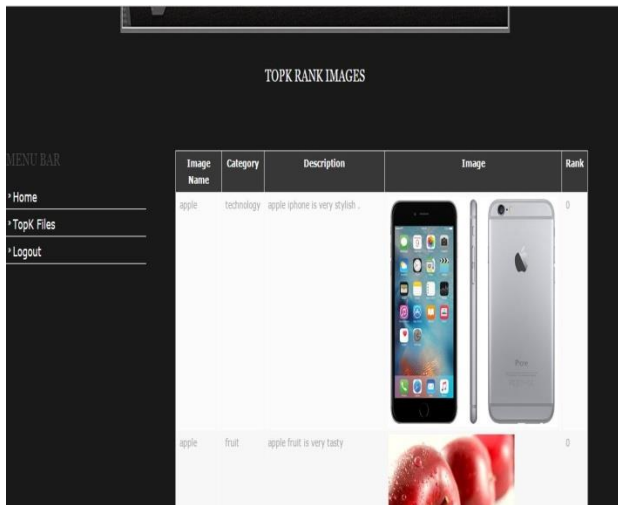 TOPK RANK IMAGES
MENU BAR
» Home
» TopK Files
» Logout
Image Name Category Description Image Rank
apple technology apple iphone is very stylish . 0
iPhone
apple fruit apple fruit is very tasty 0